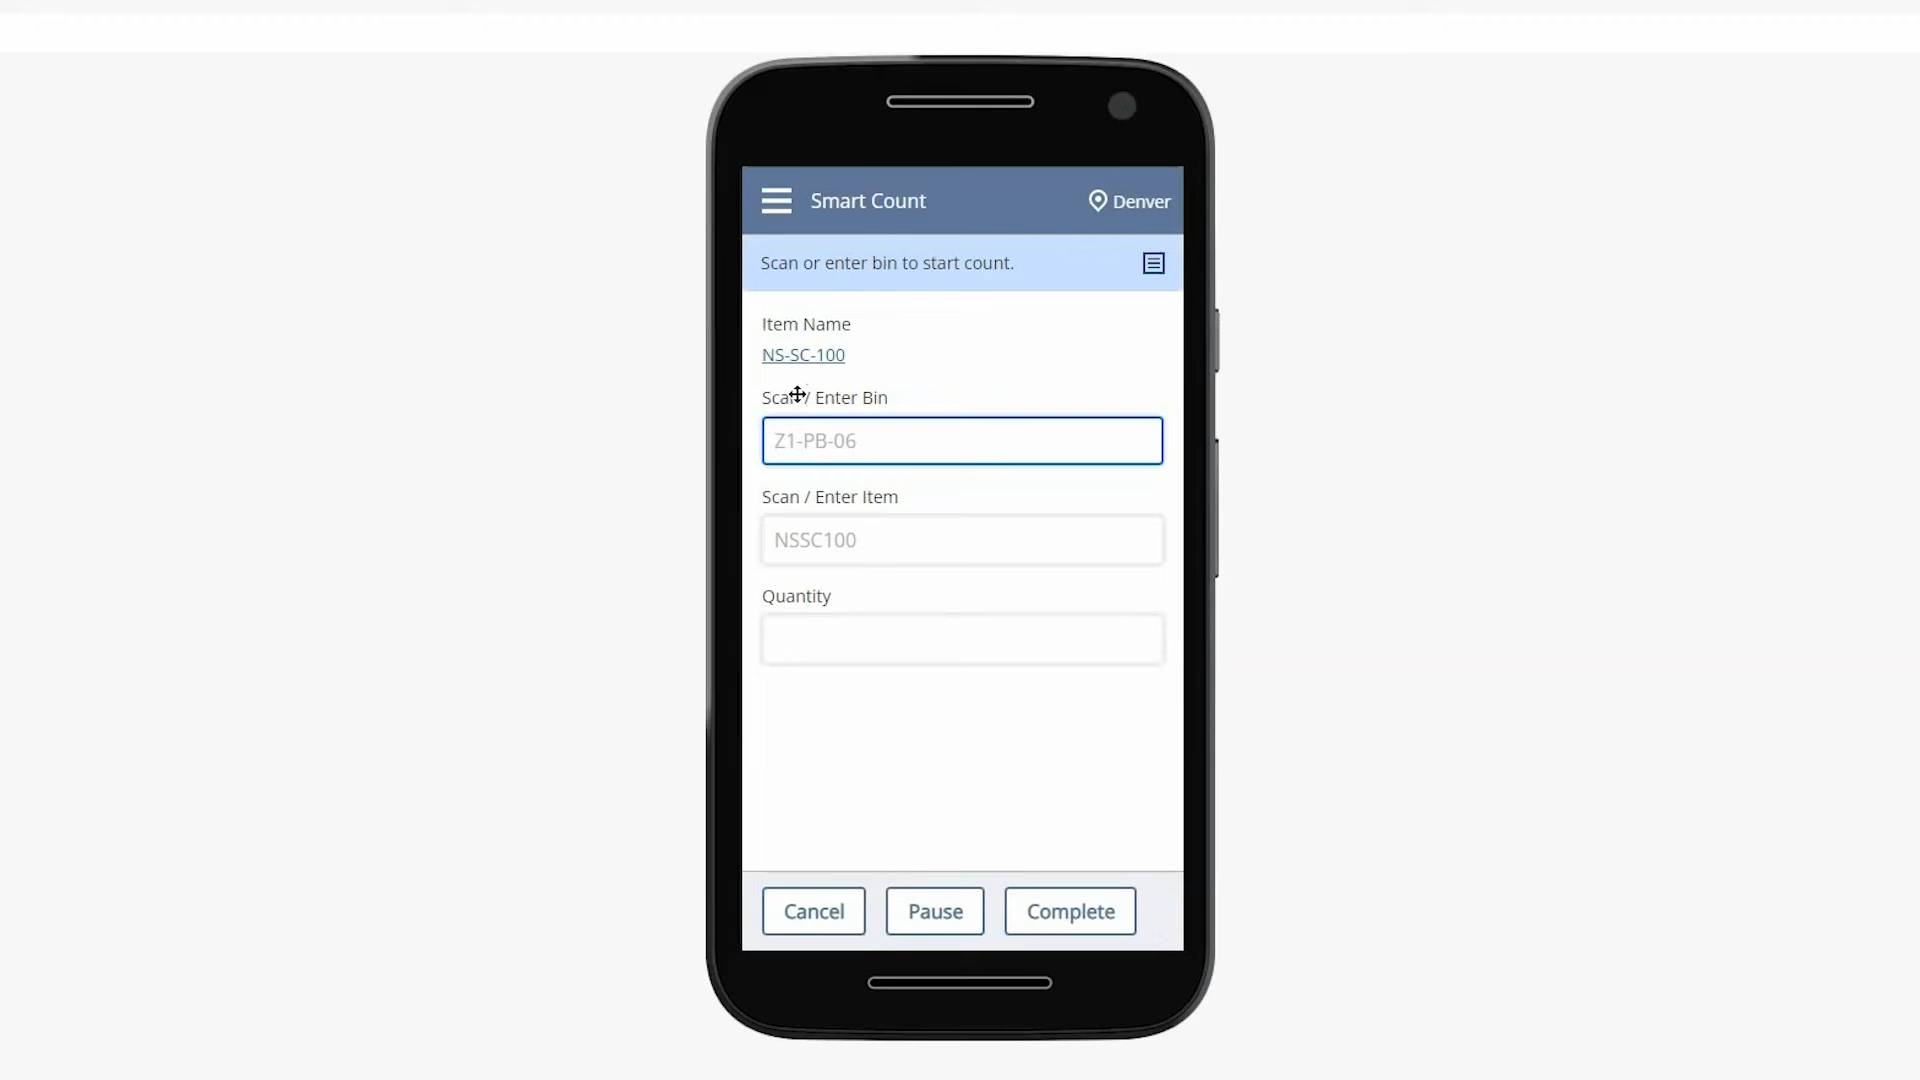 Smart Count
Denver
Scan or enter bin to start count.
Item Name
NS-SC-100
Scan / Enter Bin
Z1-PB-06
Scan / Enter Item
NSSC100
Quantity
Cancel Pause Complete